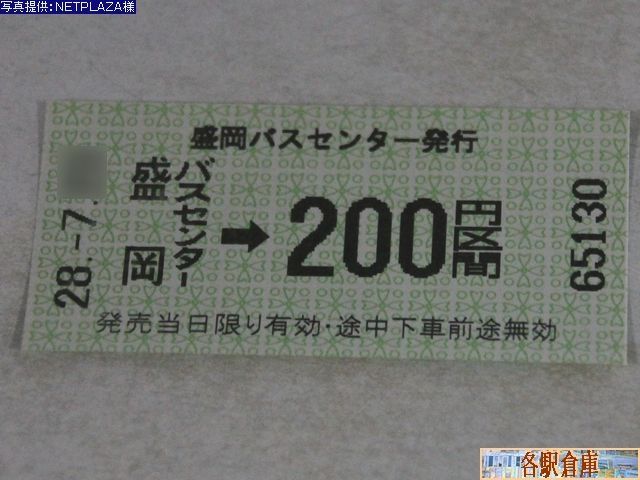 写真提供:NETPLAZA様
盛岡バスセンター発行
28.-7.
盛岡
バスセンター
➡
200円区間
65130
発売当日限り有効・途中下車前途無効
各駅倉庫